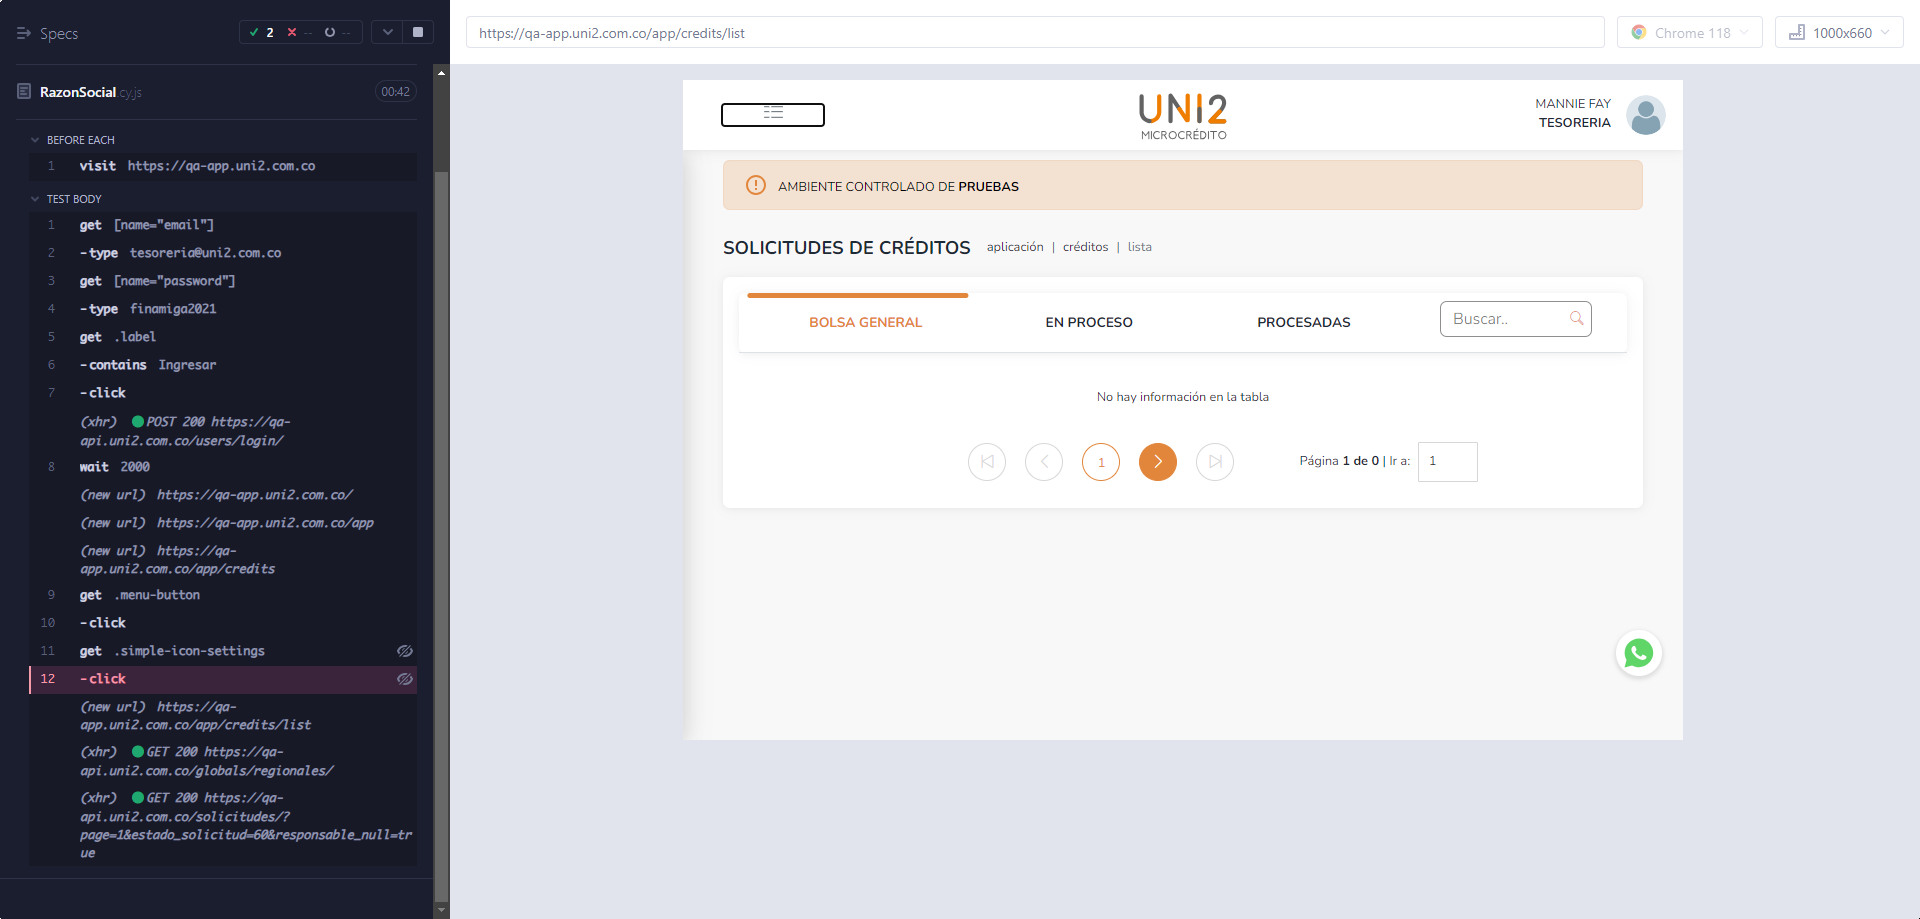 Specs
2 -- --
RazonSocial.cy.js 00:42
BEFORE EACH
1 visit https://qa-app.uni2.com.co
TEST BODY
1 get [name="email"]
2 -type tesoreria@uni2.com.co
3 get [name="password"]
4 -type finamiga2021
5 get .label
6 -contains Ingresar
7 -click
(xhr) POST 200 https://qa-
api.uni2.com.co/users/login/
8 wait 2000
(new url) https://qa-app.uni2.com.co/
(new url) https://qa-app.uni2.com.co/app
(new url) https://qa-
app.uni2.com.co/app/credits
9 get .menu-button
10 -click
11 get .simple-icon-settings
12 -click
(new url) https://qa-
app.uni2.com.co/app/credits/list
(xhr) GET 200 https://qa-
api.uni2.com.co/globals/regionales/
(xhr) GET 200 https://qa-
api.uni2.com.co/solicitudes/?
page=1&estado_solicitud=60&responsable_null=tr
ue
https://qa-app.uni2.com.co/app/credits/list
Chrome 118
1000x660
UNI2
MICROCRÉDITO
MANNIE FAY
TESORERIA
AMBIENTE CONTROLADO DE PRUEBAS
SOLICITUDES DE CRÉDITOS aplicación | créditos | lista
BOLSA GENERAL EN PROCESO PROCESADAS Buscar..
No hay información en la tabla
1 Página 1 de 0 | Ir a: 1